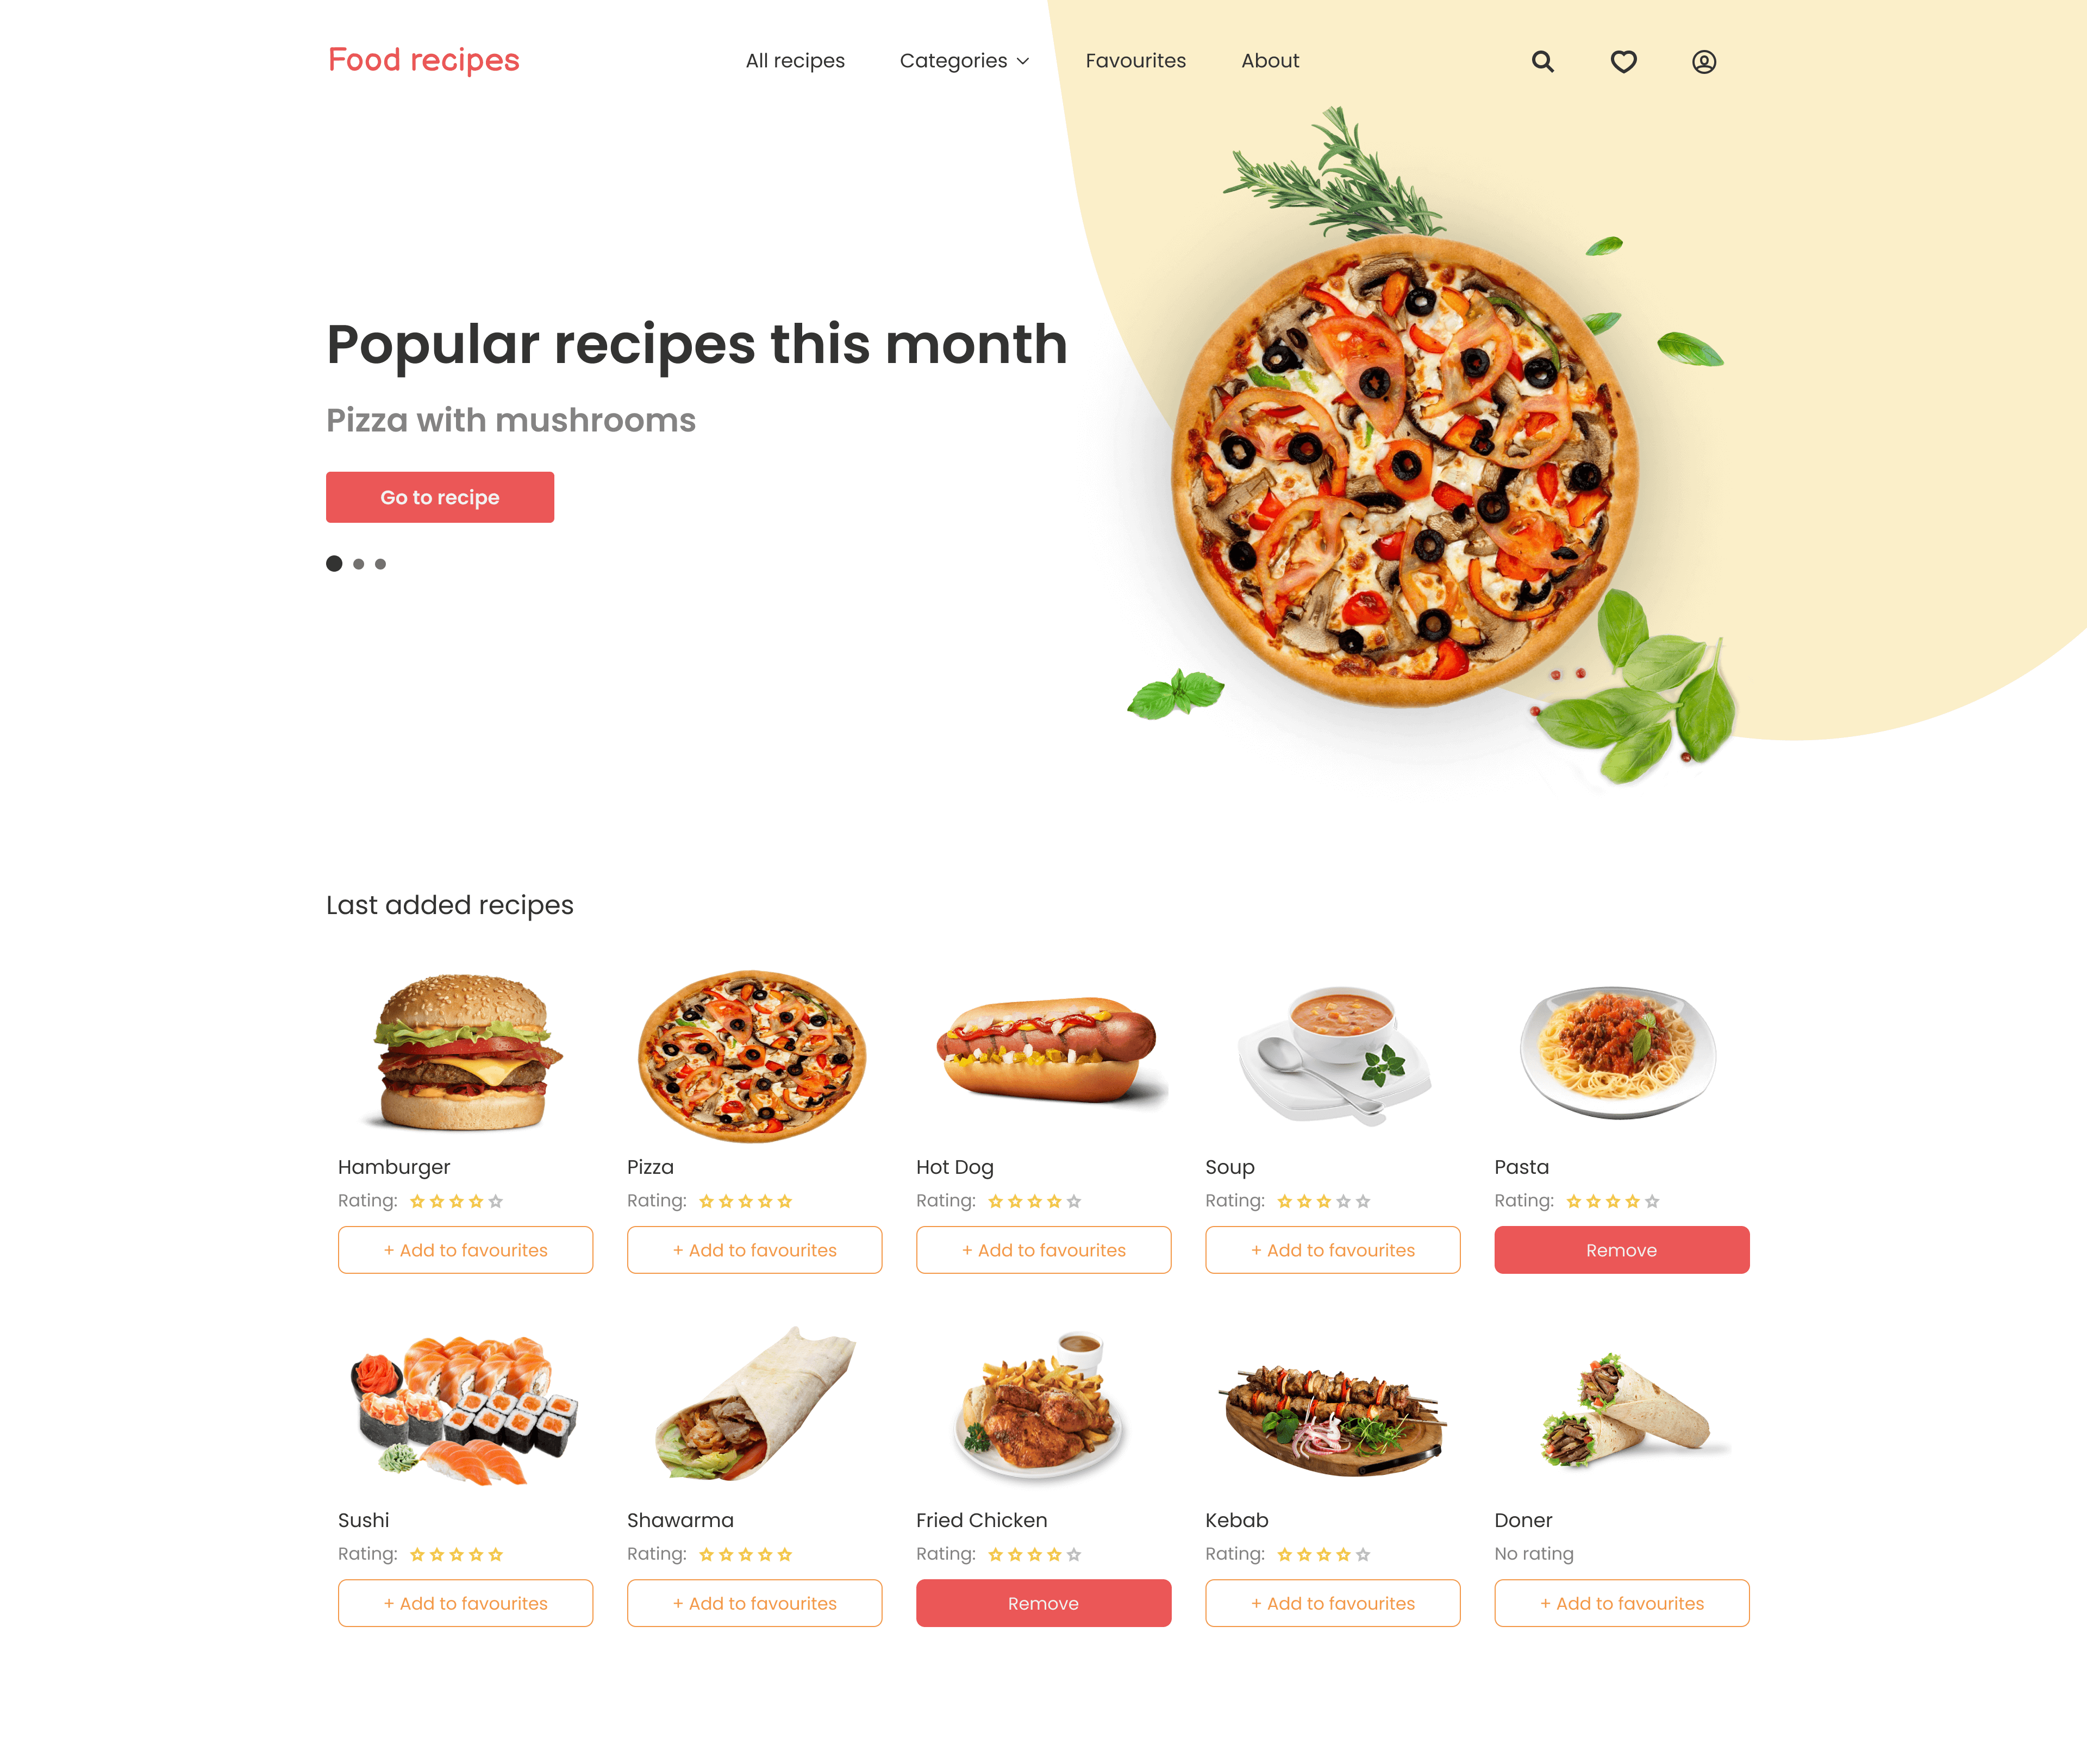 Food recipes
All recipes
Categories
Favourites
About
Popular recipes this month
Pizza with mushrooms
Go to recipe
Last added recipes
Hamburger
Rating:
+ Add to favourites
Pizza
Rating:
+ Add to favourites
Hot Dog
Rating:
+ Add to favourites
Soup
Rating:
+ Add to favourites
Pasta
Rating:
Remove
Sushi
Rating:
+ Add to favourites
Shawarma
Rating:
+ Add to favourites
Fried Chicken
Rating:
Remove
Kebab
Rating:
+ Add to favourites
Doner
No rating
+ Add to favourites